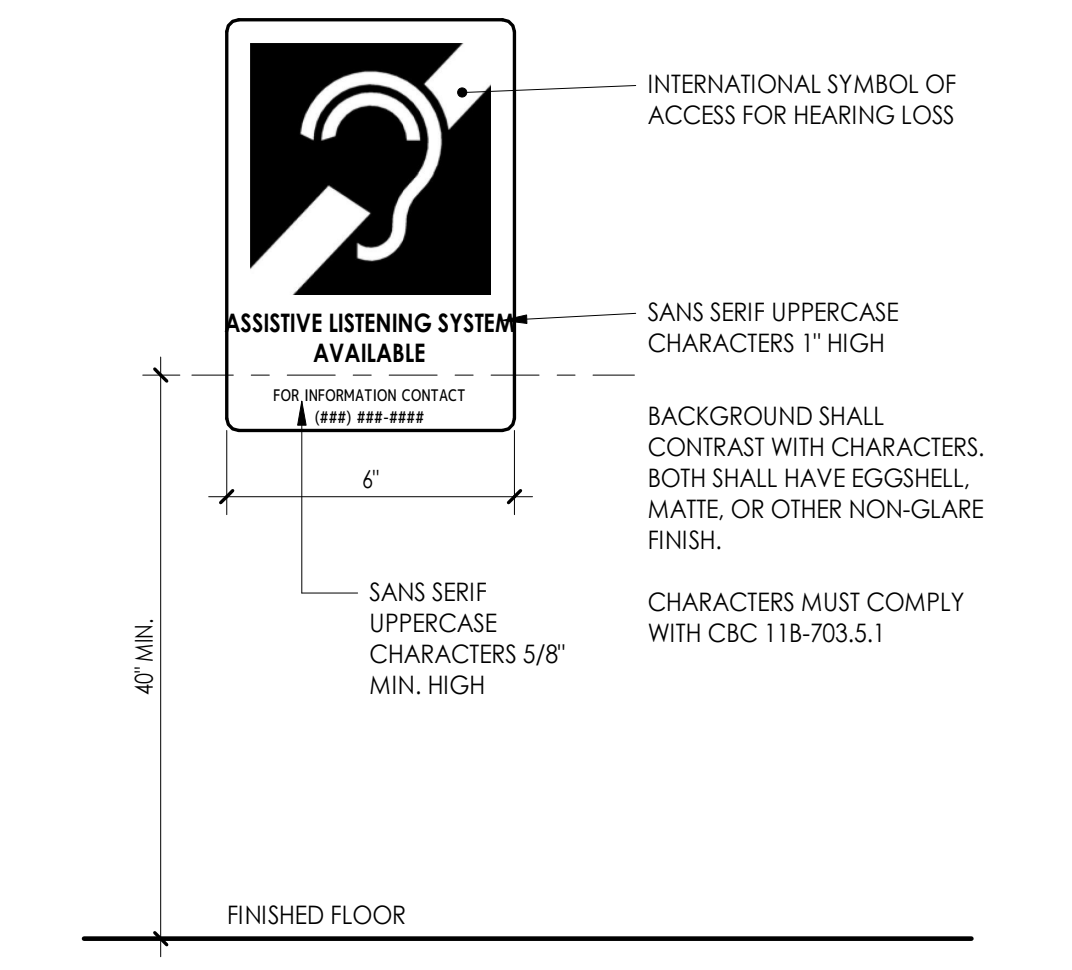 INTERNATIONAL SYMBOL OF
ACCESS FOR HEARING LOSS
ASSISTIVE LISTENING SYSTEM
AVAILABLE
FOR INFORMATION CONTACT
(###) ###-####
SANS SERIF UPPERCASE
CHARACTERS 1" HIGH
BACKGROUND SHALL
CONTRAST WITH CHARACTERS.
BOTH SHALL HAVE EGGSHELL,
MATTE, OR OTHER NON-GLARE
FINISH.
CHARACTERS MUST COMPLY
WITH CBC 11B-703.5.1
6"
SANS SERIF
UPPERCASE
CHARACTERS 5/8"
MIN. HIGH
40" MIN.
FINISHED FLOOR